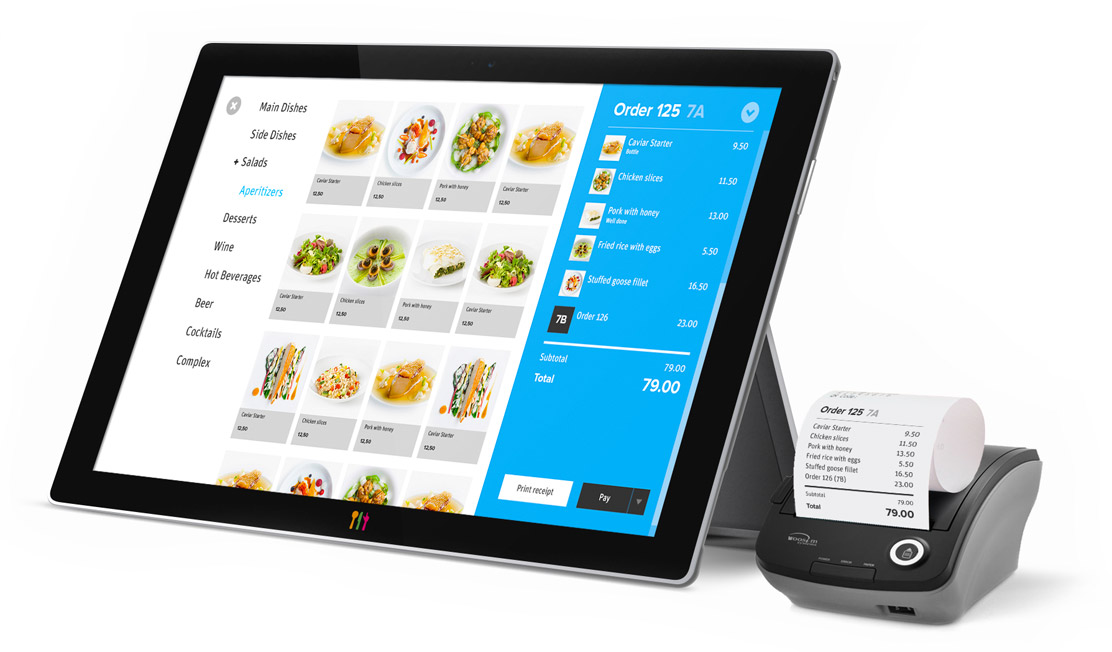 Main Dishes
Side Dishes
+ Salads
Aperitizers
Desserts
Wine
Hot Beverages
Beer
Cocktails
Complex
Caviar Starter
12,50
Chicken slices
12,50
Pork with honey
12,50
Caviar Starter
12,50
Caviar Starter
12,50
Chicken slices
12,50
Pork with honey
12,50
Caviar Starter
12,50
Caviar Starter
12,50
Chicken slices
12,50
Pork with honey
12,50
Caviar Starter
12,50
Order 125 7A
Caviar Starter 9.50
Bottle
Chicken slices 11.50
Pork with honey 13.00
Well done
Fried rice with eggs 5.50
Stuffed goose fillet 16.50
7B Order 126 23.00
Subtotal 79.00
Total 79.00
Print receipt
Pay
Order 125 7A
Caviar Starter 9.50
Chicken slices 11.50
Pork with honey 13.50
Fried rice with eggs 5.50
Stuffed goose fillet 16.50
Order 126 (7B) 23.00
Subtotal 79.00
Total 79.00